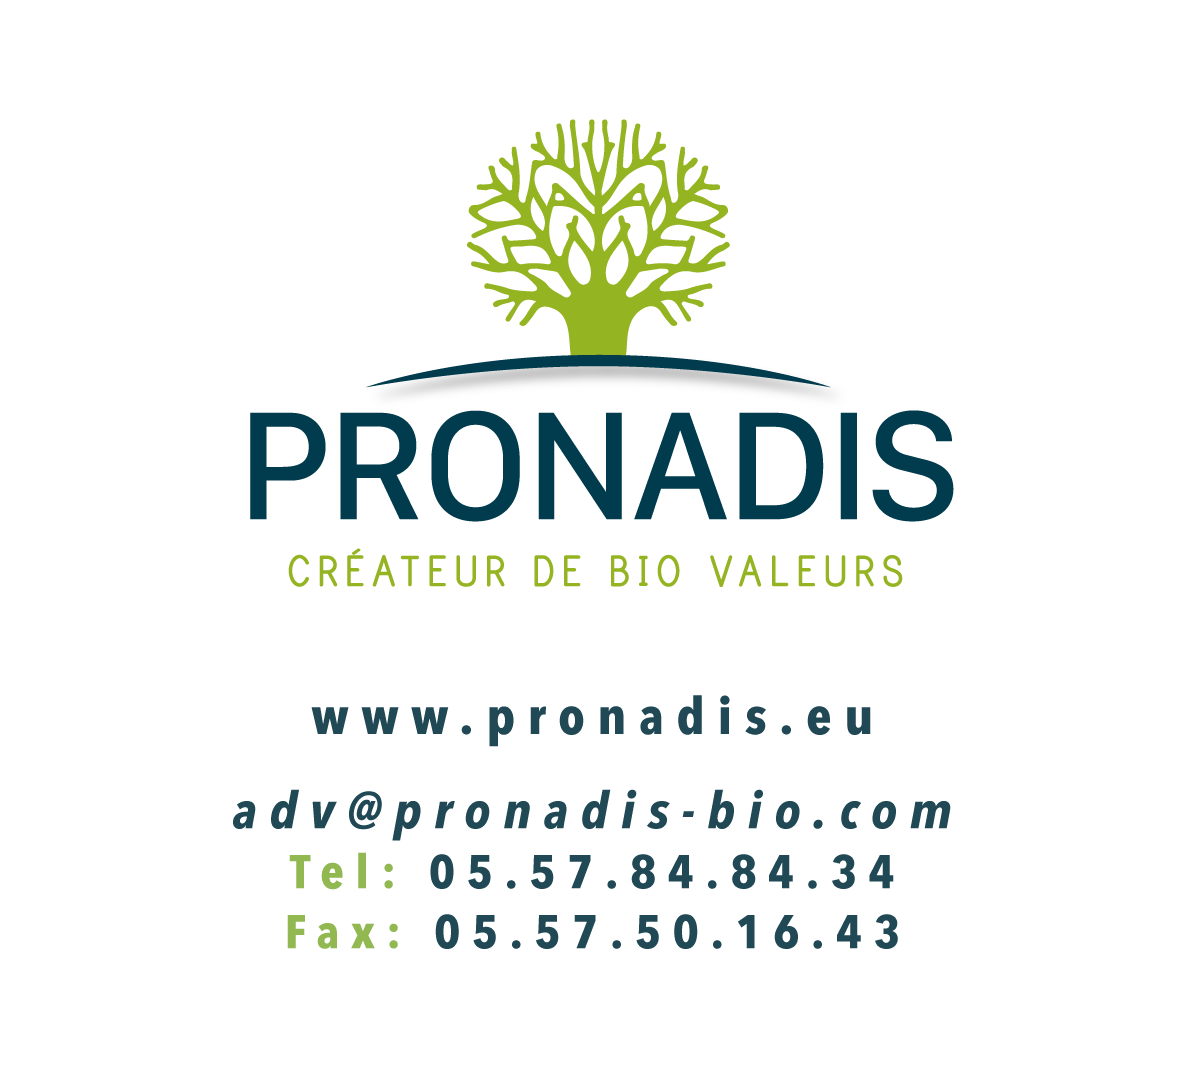 PRONADIS
CRÉATEUR DE BIO VALEURS
www.pronadis.eu
adv@pronadis-bio.com
Tel: 05.57.84.84.34
Fax: 05.57.50.16.43